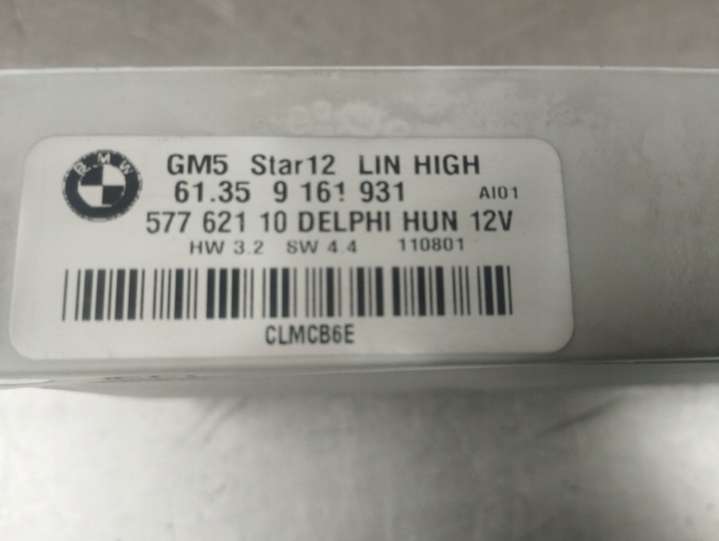 BMW
GM5 Star12 LIN HIGH
61.35 9 161 931 AI01
577 621 10 DELPHI HUN 12V
HW 3.2 SW 4.4 110801
CLMCB6E